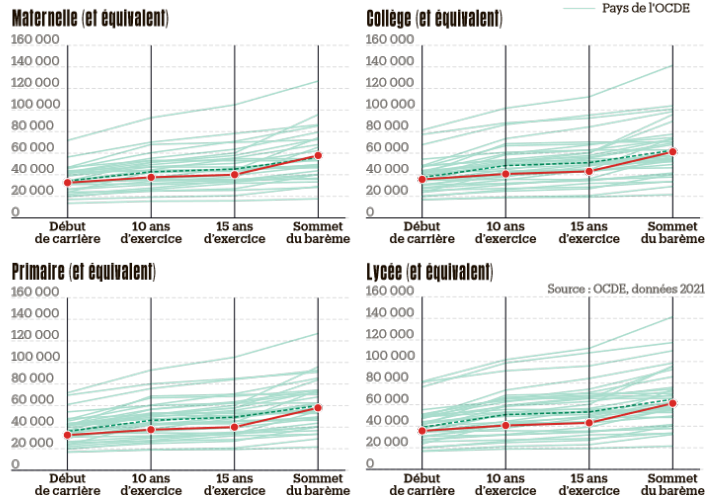 Maternelle (et équivalent)
160 000
140 000
120 000
100 000
80 000
60 000
40 000
20 000
0
Début de carrière
10 ans d'exercice
15 ans d'exercice
Sommet du barème
Collège (et équivalent)
Pays de l'OCDE
160 000
140 000
120 000
100 000
80 000
60 000
40 000
20 000
0
Début de carrière
10 ans d'exercice
15 ans d'exercice
Sommet du barème
Primaire (et équivalent)
160 000
140 000
120 000
100 000
80 000
60 000
40 000
20 000
0
Début de carrière
10 ans d'exercice
15 ans d'exercice
Sommet du barème
Lycée (et équivalent)
Source : OCDE, données 2021
160 000
140 000
120 000
100 000
80 000
60 000
40 000
20 000
0
Début de carrière
10 ans d'exercice
15 ans d'exercice
Sommet du barème